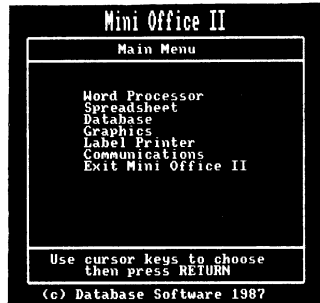 Mini Office II
Main Menu
Word Processor
Spreadsheet
Database
Graphics
Label Printer
Communications
Exit Mini Office II
Use cursor keys to choose
then press RETURN
(c) Database Software 1987